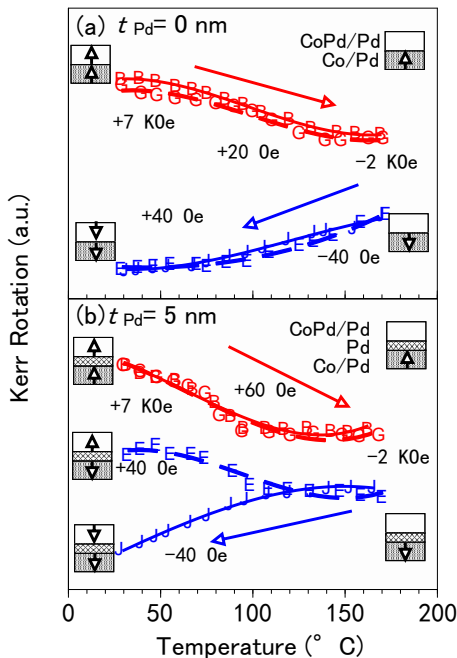 (a) t Pd= 0 nm
CoPd/Pd
Co/Pd
B B B B B B B B B B B B B B B B
G G G G G G G G G G G G G G
+7 KOe
+20 Oe
-2 KOe
+40 Oe
-40 Oe
J J J J J J J J J J J J J J
E E E E E E E E E E E E E E
(b) t Pd= 5 nm
CoPd/Pd
Pd
Co/Pd
+60 Oe
+7 KOe
-2 KOe
+40 Oe
-40 Oe
Kerr Rotation (a.u.)
0 50 100 150 200
Temperature (° C)